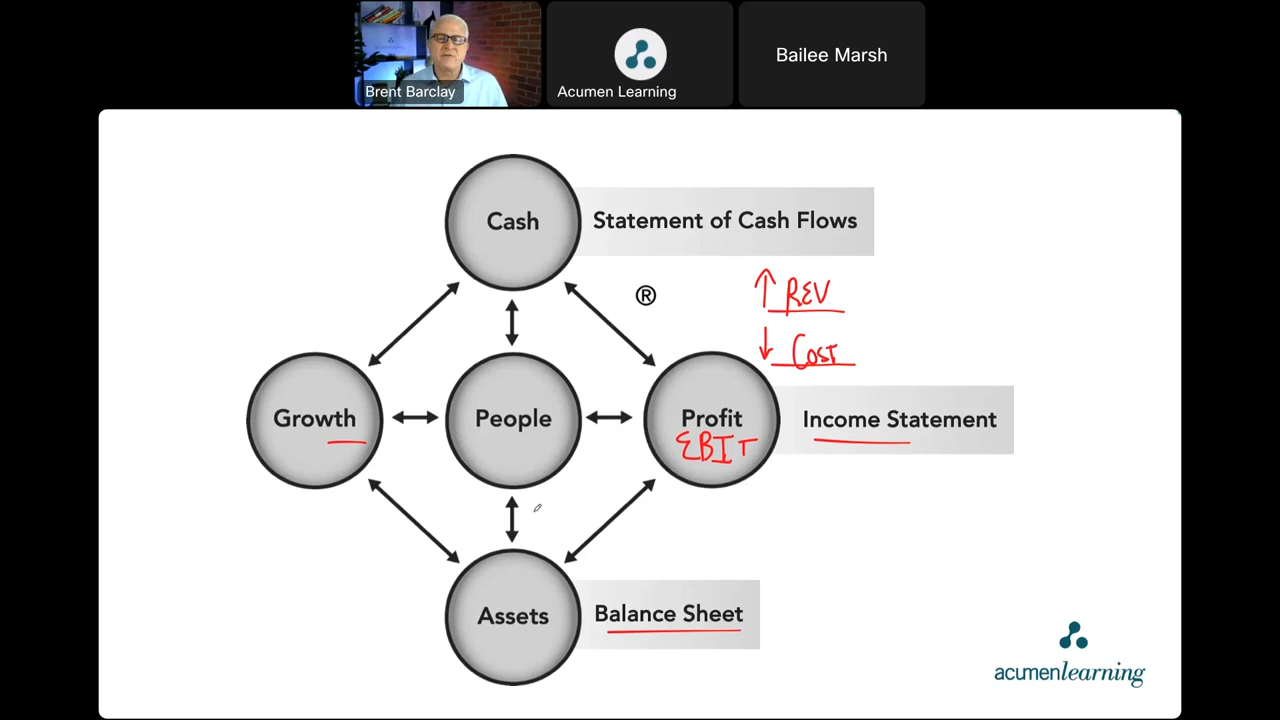 Brent Barclay
Acumen Learning
Bailee Marsh
Cash
Statement of Cash Flows
®
↑ REV
↓ COST
Growth
People
Profit
EBIT
Income Statement
Assets
Balance Sheet
acumenlearning